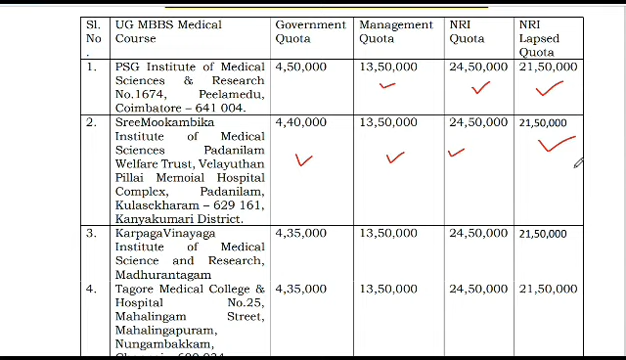 Sl. No . UG MBBS Medical Course Government Quota Management Quota NRI Quota NRI Lapsed Quota
1. PSG Institute of Medical 4,50,000 13,50,000 24,50,000 21,50,000
Sciences & Research
No.1674, Peelamedu,
Coimbatore – 641 004.
2. SreeMookambika 4,40,000 13,50,000 24,50,000 21,50,000
Institute of Medical
Sciences Padanilam
Welfare Trust, Velayuthan
Pillai Memoial Hospital
Complex, Padanilam,
Kulasekharam – 629 161,
Kanyakumari District.
3. KarpagaVinayaga 4,35,000 13,50,000 24,50,000 21,50,000
Institute of Medical
Science and Research,
Madhurantagam
4. Tagore Medical College & 4,35,000 13,50,000 24,50,000 21,50,000
Hospital No.25,
Mahalingam Street,
Mahalingapuram,
Nungambakkam,